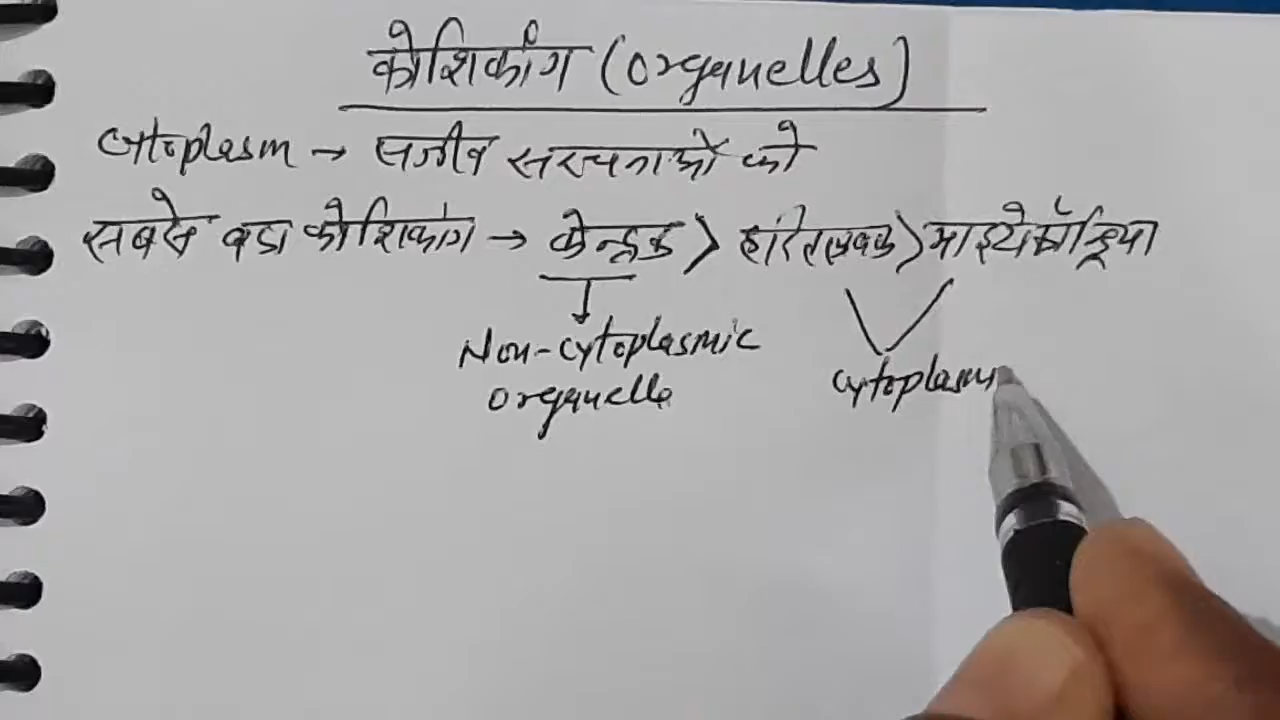 कोशिकांग (organelles)
cytoplasm → सजीव संरचनाओं को
सबसे बडा कोशिकांग → केन्द्रक > हरितलवक > माइटोकॉन्ड्रिया
Non-cytoplasmic
organelle
cytoplasm